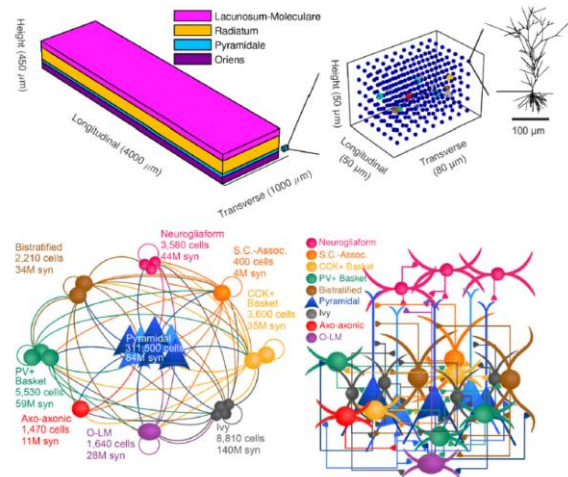 Lacunosum-Moleculare
Radiatum
Pyramidale
Oriens
Height (450 μm)
Longitudinal (4000 μm)
Transverse (1000 μm)
Height (50 μm)
Longitudinal
(50 μm)
Transverse
(80 μm)
100 μm
Neurogliaform
3,580 cells
44M syn
Bistratified
2,210 cells
34M syn
S.C.-Assoc.
400 cells
4M syn
CCK+ Basket
3,600 cells
35M syn
Pyramidal
311,500 cells
84M syn
PV+
Basket
5,530 cells
59M syn
Axo-axonic
1,470 cells
11M syn
O-LM
1,640 cells
28M syn
Ivy
8,810 cells
140M syn
Neurogliaform
S.C.-Assoc.
CCK+ Basket
PV+ Basket
Bistratified
Pyramidal
Ivy
Axo-axonic
O-LM